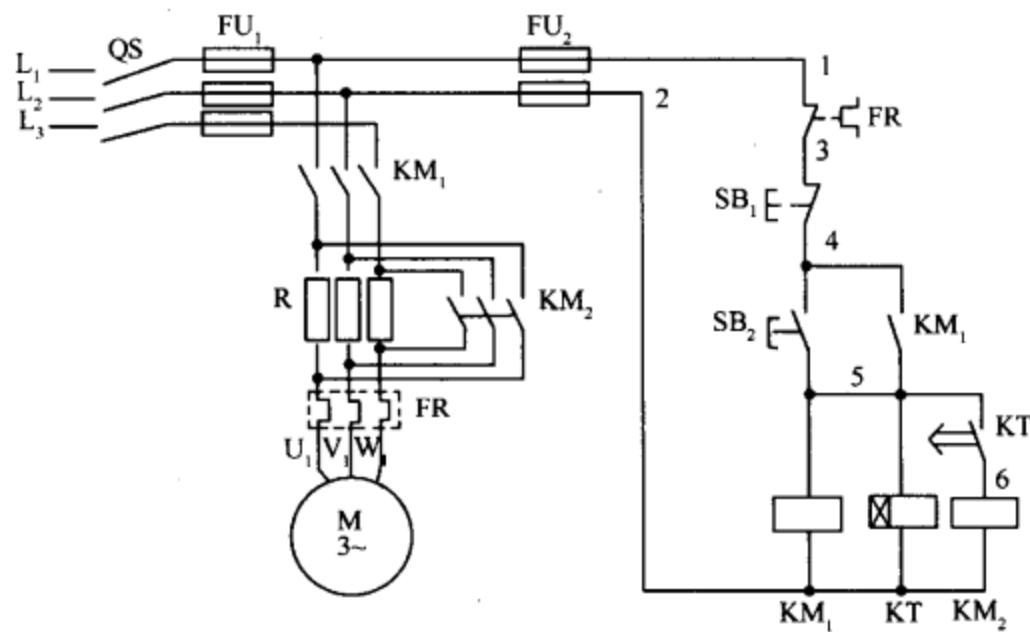 FU₁
FU₂
QS
L₁
1
L₂
2
L₃
FR
3
KM₁
SB₁
4
R
KM₂
SB₂
KM₁
5
FR
KT
U₁ V₁ W₁
6
M
3~
KM₁ KT KM₂